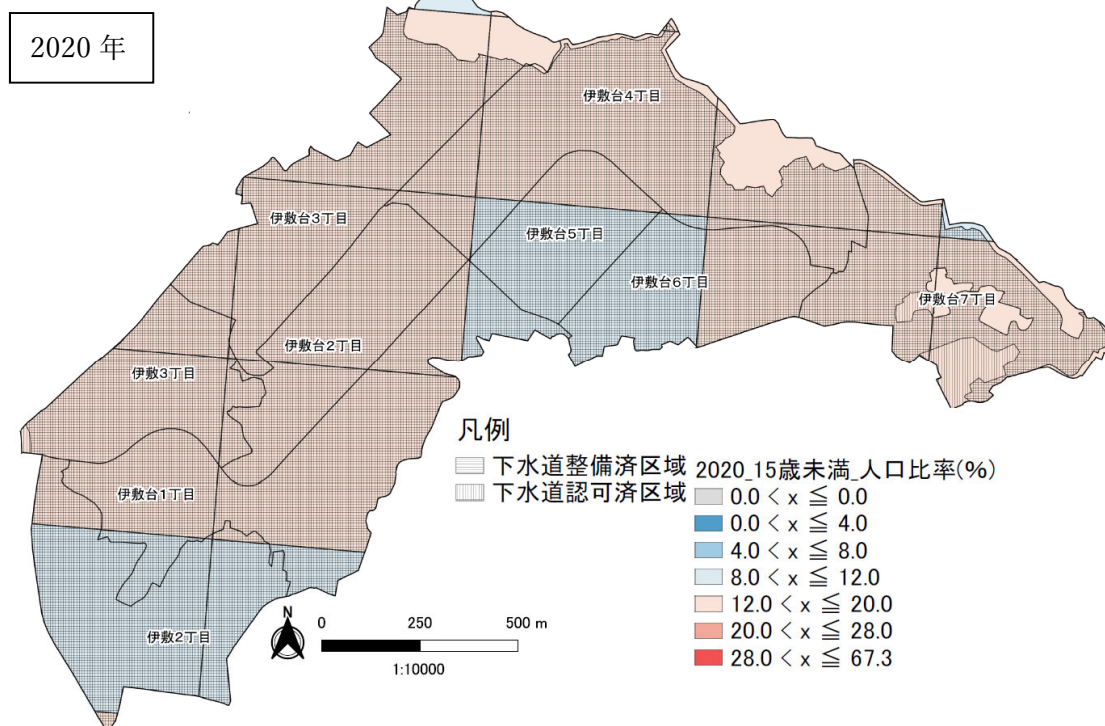 2020 年
伊敷台4丁目
伊敷台3丁目
伊敷台5丁目
伊敷台6丁目
伊敷台7丁目
伊敷台2丁目
伊敷3丁目
伊敷台1丁目
伊敷2丁目
凡例
下水道整備済区域
下水道認可済区域
2020_15歳未満_人口比率(%)
0.0 < x ≦ 0.0
0.0 < x ≦ 4.0
4.0 < x ≦ 8.0
8.0 < x ≦ 12.0
12.0 < x ≦ 20.0
20.0 < x ≦ 28.0
28.0 < x ≦ 67.3
N
0 250 500 m
1:10000